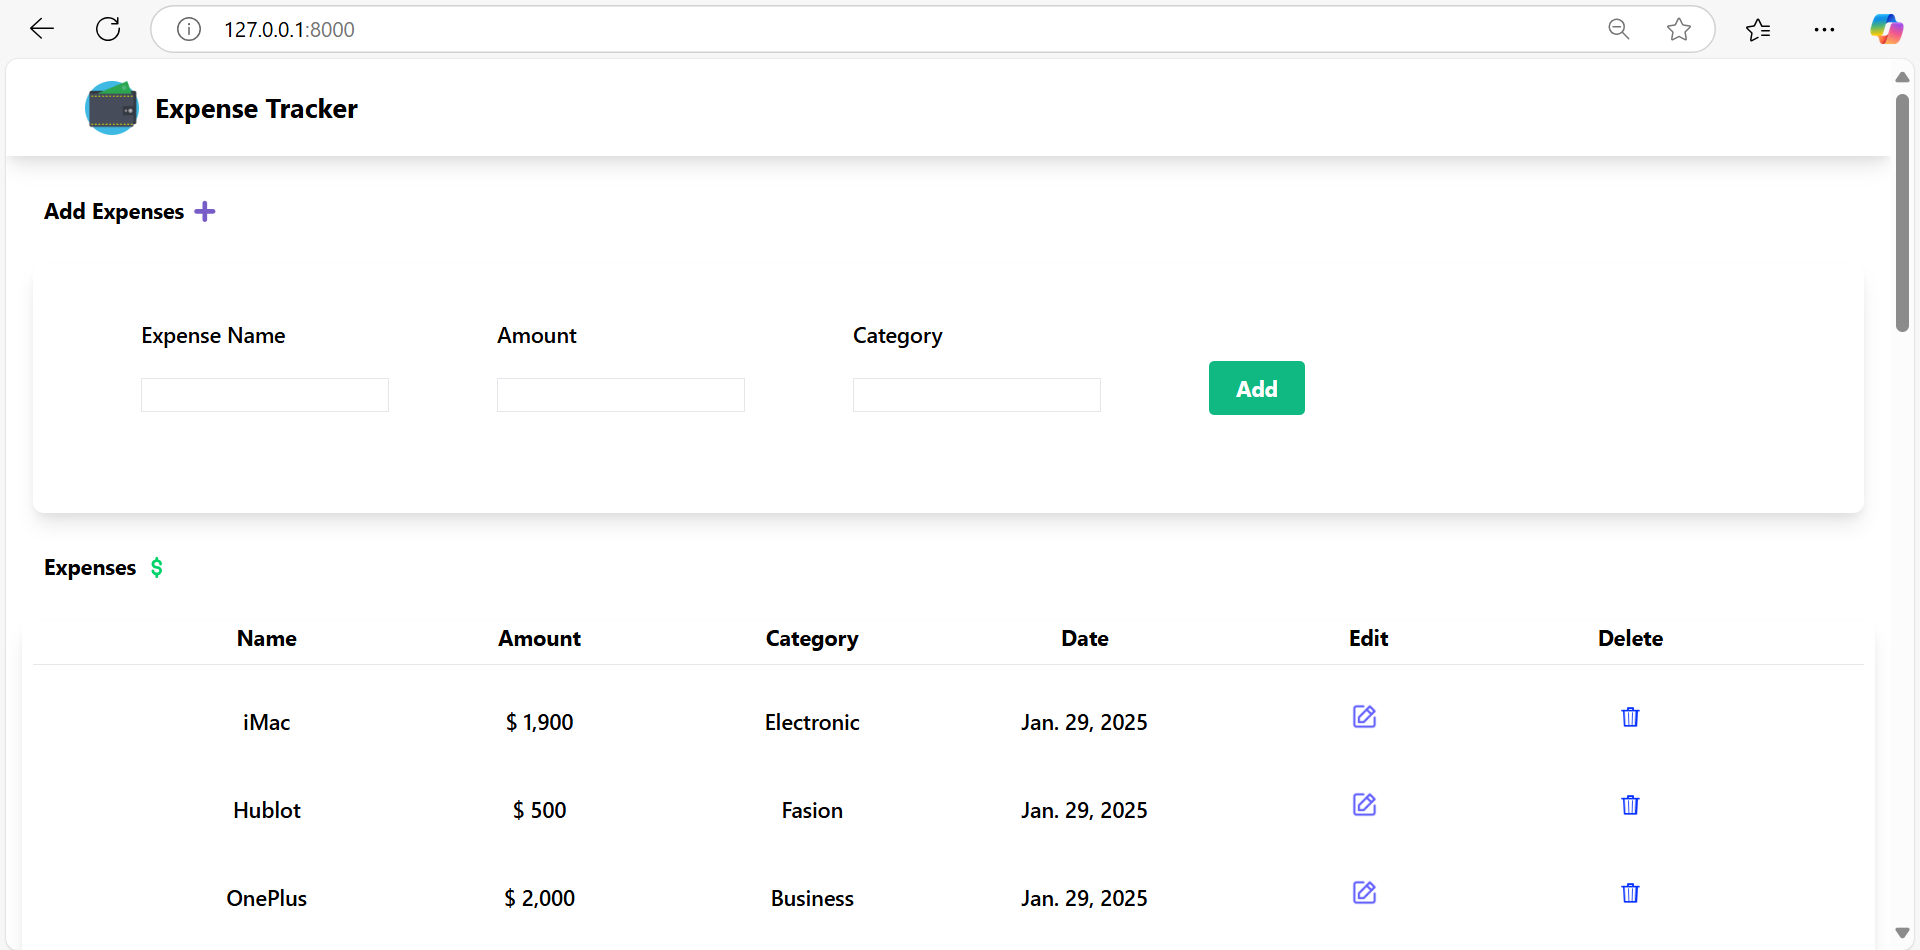 127.0.0.1:8000
Expense Tracker
Add Expenses
Expense Name Amount Category
Add
Expenses $
Name Amount Category Date Edit Delete
iMac $ 1,900 Electronic Jan. 29, 2025
Hublot $ 500 Fasion Jan. 29, 2025
OnePlus $ 2,000 Business Jan. 29, 2025